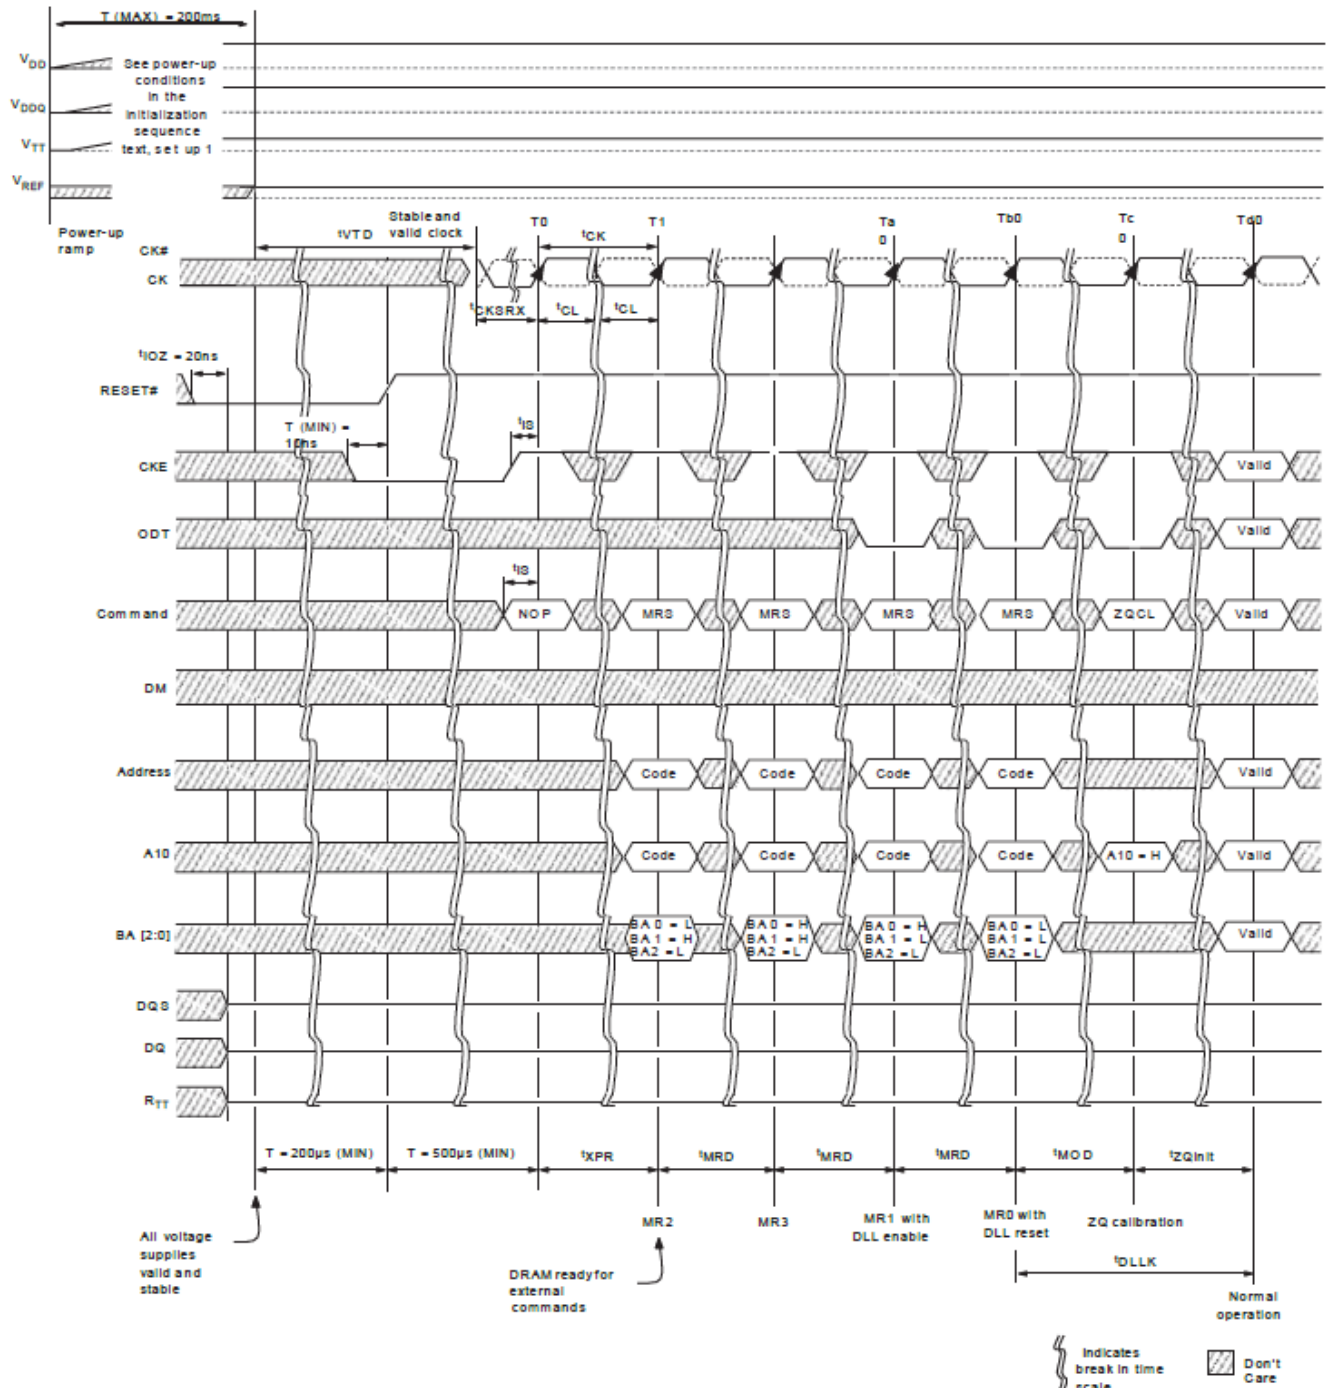 T (MAX) = 200ms
VDD
See power-up
conditions
in the
initialization
sequence
text, set up 1
VDDQ
VTT
VREF
Power-up
ramp
tVTD
Stable and
valid clock
T0
T1
Ta
0
Tb0
Tc
0
Td0
CK#
CK
tCK
tCKSRX
tCL
tCL
tIOZ = 20ns
RESET#
T (MIN) =
10ns
tIS
CKE
Valid
ODT
Valid
tIS
Command
NOP
MRS
MRS
MRS
MRS
ZQCL
Valid
DM
Address
Code
Code
Code
Code
Valid
A10
Code
Code
Code
Code
A10 = H
Valid
BA [2:0]
BA0 = L
BA1 = H
BA2 = L
BA0 = H
BA1 = H
BA2 = L
BA0 = H
BA1 = L
BA2 = L
BA0 = L
BA1 = L
BA2 = L
Valid
DQS
DQ
RTT
T = 200µs (MIN)
T = 500µs (MIN)
tXPR
tMRD
tMRD
tMRD
tMOD
tZQinit
MR2
MR3
MR1 with
DLL enable
MR0 with
DLL reset
ZQ calibration
All voltage
supplies
valid and
stable
DRAM ready for
external
commands
tDLLK
Normal
operation
Indicates
break in time
scale
Don't
Care